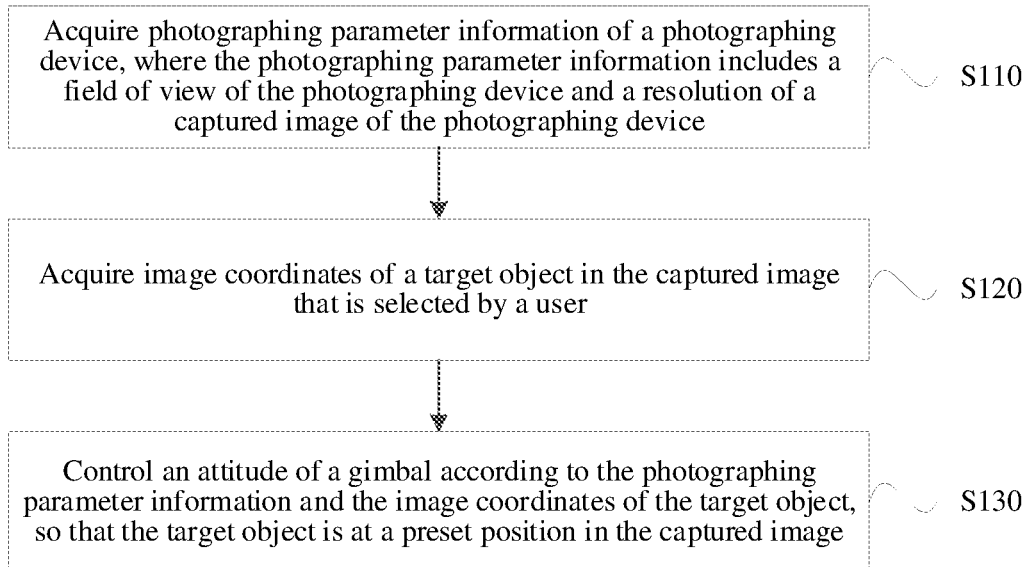 Acquire photographing parameter information of a photographing
device, where the photographing parameter information includes a
field of view of the photographing device and a resolution of a
captured image of the photographing device
S110
Acquire image coordinates of a target object in the captured image
that is selected by a user
S120
Control an attitude of a gimbal according to the photographing
parameter information and the image coordinates of the target object,
so that the target object is at a preset position in the captured image
S130